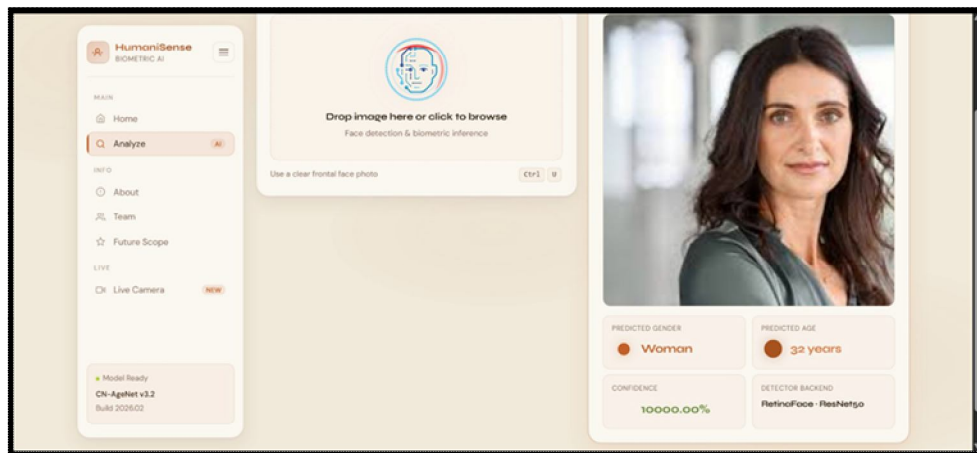 HumaniSense
BIOMETRIC AI
MAIN
Home
Analyze AI
INFO
About
Team
Future Scope
LIVE
Live Camera NEW
Model Ready
CN-AgeNet v3.2
Build 2026.02
Drop image here or click to browse
Face detection & biometric inference
Use a clear frontal face photo Ctrl U
PREDICTED GENDER
Woman
PREDICTED AGE
32 years
CONFIDENCE
10000.00%
DETECTOR BACKEND
RetinaFace · ResNet50